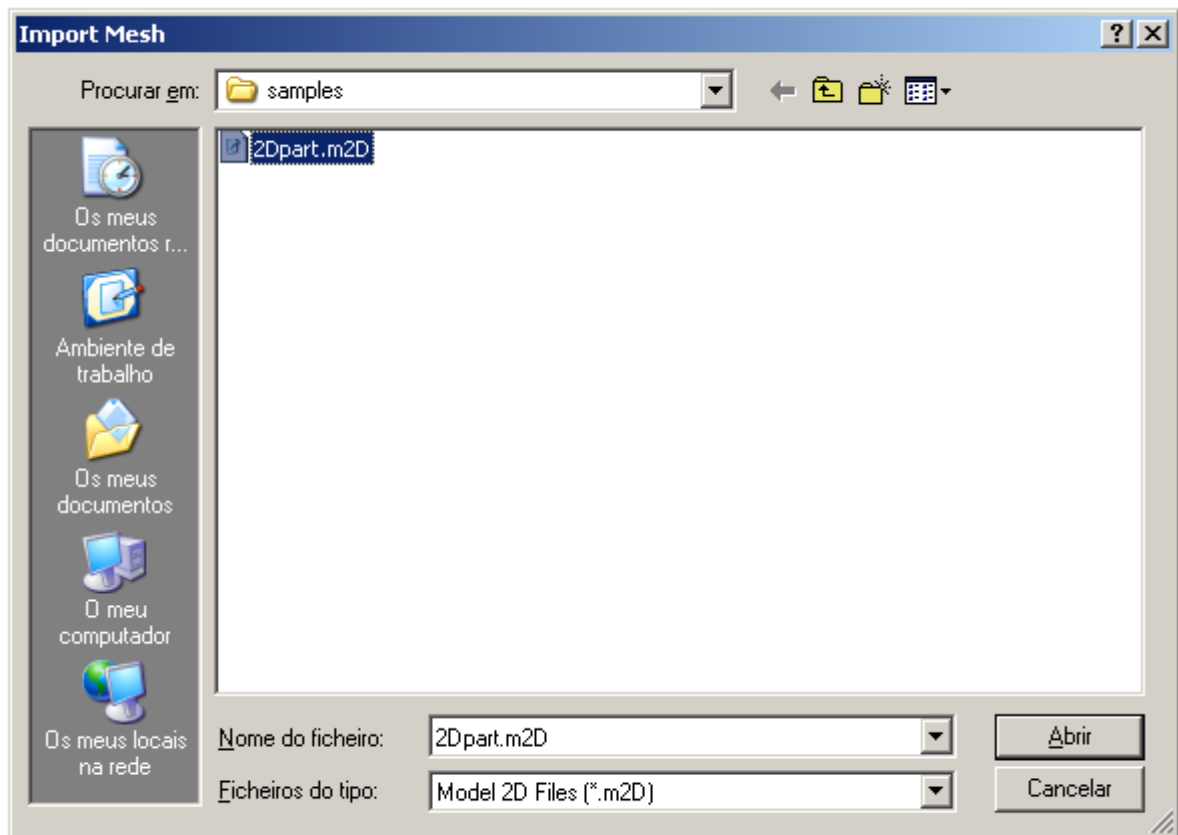 Import Mesh
Procurar em:
samples
2Dpart.m2D
Os meus
documentos r...
Ambiente de
trabalho
Os meus
documentos
O meu
computador
Os meus locais
na rede
Nome do ficheiro:
2Dpart.m2D
Abrir
Ficheiros do tipo:
Model 2D Files (*.m2D)
Cancelar